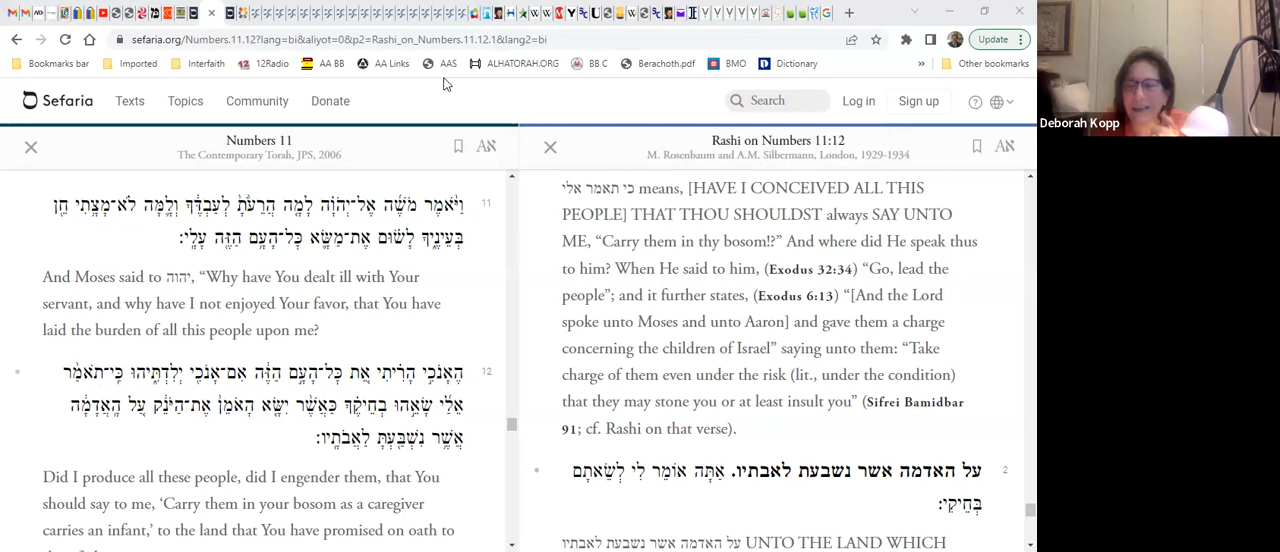 sefaria.org/Numbers.11.12?lang=bi&aliyot=0&p2=Rashi_on_Numbers.11.12.1&lang2=bi
Update
Bookmarks bar Imported Interfaith 12Radio AA BB AA Links AAS ALHATORAH.ORG BB C Berachoth.pdf BMO Dictionary » Other bookmarks
Sefaria Texts Topics Community Donate Search Log in Sign up
Deborah Kopp
Numbers 11
The Contemporary Torah, JPS, 2006
11
וַיֹּ֨אמֶר מֹשֶׁ֜ה אֶל־יְהֹוָ֗ה לָמָ֤ה הֲרֵעֹ֙תָ֙ לְעַבְדֶּ֔ךָ וְלָ֛מָּה לֹא־מָצָ֥תִי חֵ֖ן
בְּעֵינֶ֑יךָ לָשׂ֗וּם אֶת־מַשָּׂ֛א כׇּל־הָעָ֥ם הַזֶּ֖ה עָלָֽי׃
And Moses said to יהוה, “Why have You dealt ill with Your
servant, and why have I not enjoyed Your favor, that You have
laid the burden of all this people upon me?
12
הֶאָנֹכִ֣י הָרִ֗יתִי אֵ֚ת כׇּל־הָעָ֣ם הַזֶּ֔ה אִם־אָנֹכִ֖י יְלִדְתִּ֑יהוּ כִּֽי־תֹאמַ֨ר
אֵלַ֜י שָׂאֵ֣הוּ בְחֵיקֶ֗ךָ כַּאֲשֶׁ֨ר יִשָּׂ֤א הָאֹמֵן֙ אֶת־הַיֹּנֵ֔ק עַ֚ל הָֽאֲדָמָ֔ה
אֲשֶׁ֥ר נִשְׁבַּ֖עְתָּ לַאֲבֹתָֽיו׃
Did I produce all these people, did I engender them, that You
should say to me, ‘Carry them in your bosom as a caregiver
carries an infant,’ to the land that You have promised on oath to
Rashi on Numbers 11:12
M. Rosenbaum and A.M. Silbermann, London, 1929-1934
כי תאמר אלי means, [HAVE I CONCEIVED ALL THIS
PEOPLE] THAT THOU SHOULDST always SAY UNTO
ME, “Carry them in thy bosom!?” And where did He speak thus
to him? When He said to him, (Exodus 32:34) “Go, lead the
people”; and it further states, (Exodus 6:13) “[And the Lord
spoke unto Moses and unto Aaron] and gave them a charge
concerning the children of Israel” saying unto them: “Take
charge of them even under the risk (lit., under the condition)
that they may stone you or at least insult you” (Sifrei Bamidbar
91; cf. Rashi on that verse).
2
על האדמה אשר נשבעת לאבתיו. אַתָּה אוֹמֵר לִי לְשֵׂאתָם
בְּחֵיקִי:
על האדמה אשר נשבעת לאבתיו UNTO THE LAND WHICH